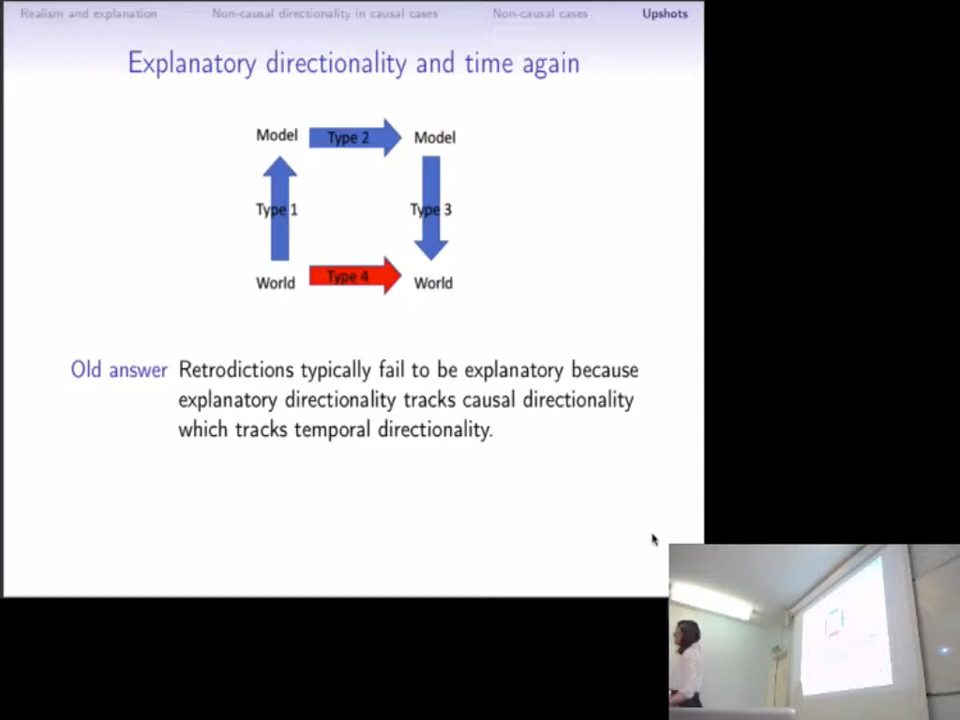 Realism and explanation Non-causal directionality in causal cases Non-causal cases Upshots
Explanatory directionality and time again
Model Type 2 Model
Type 1 Type 3
World Type 4 World
Old answer Retrodictions typically fail to be explanatory because
explanatory directionality tracks causal directionality
which tracks temporal directionality.